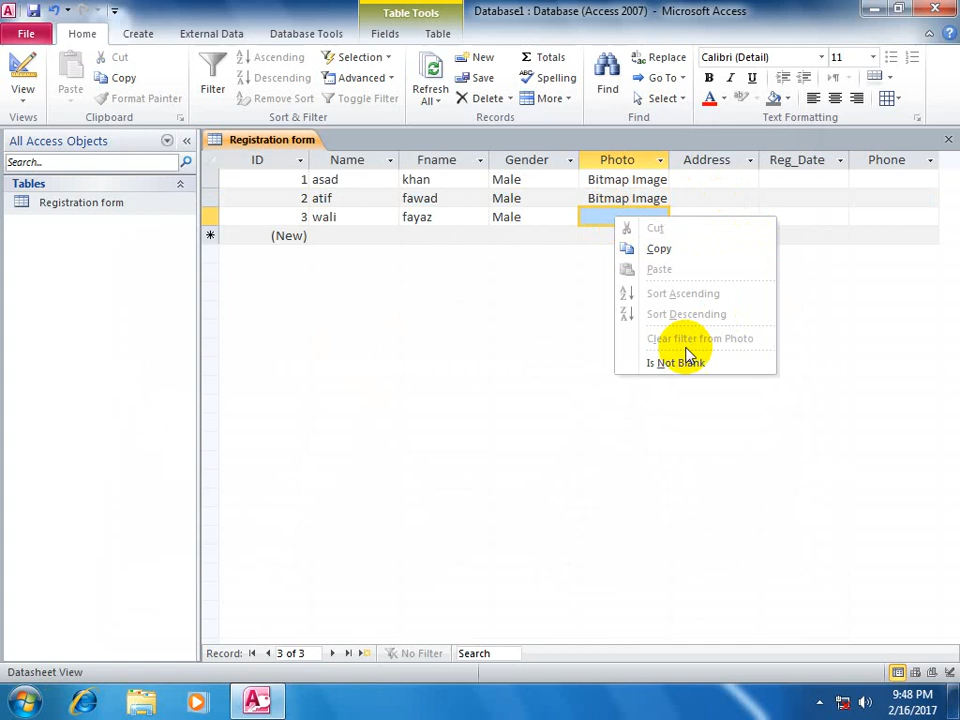 Table Tools
Database1 : Database (Access 2007) - Microsoft Access
File Home Create External Data Database Tools Fields Table
View
Views
Paste
Cut
Copy
Format Painter
Clipboard
Filter
Ascending
Descending
Remove Sort
Selection
Advanced
Toggle Filter
Sort & Filter
Refresh
All
New
Save
Delete
Totals
Spelling
More
Records
Find
Replace
Go To
Select
Find
Calibri (Detail) 11
B I U
A
Text Formatting
All Access Objects
Search...
Tables
Registration form
Registration form
ID Name Fname Gender Photo Address Reg_Date Phone
1 asad khan Male Bitmap Image
2 atif fawad Male Bitmap Image
3 wali fayaz Male
(New)
Cut
Copy
Paste
Sort Ascending
Sort Descending
Clear filter from Photo
Is Not Blank
Record: 3 of 3 No Filter Search
Datasheet View
9:48 PM
2/16/2017